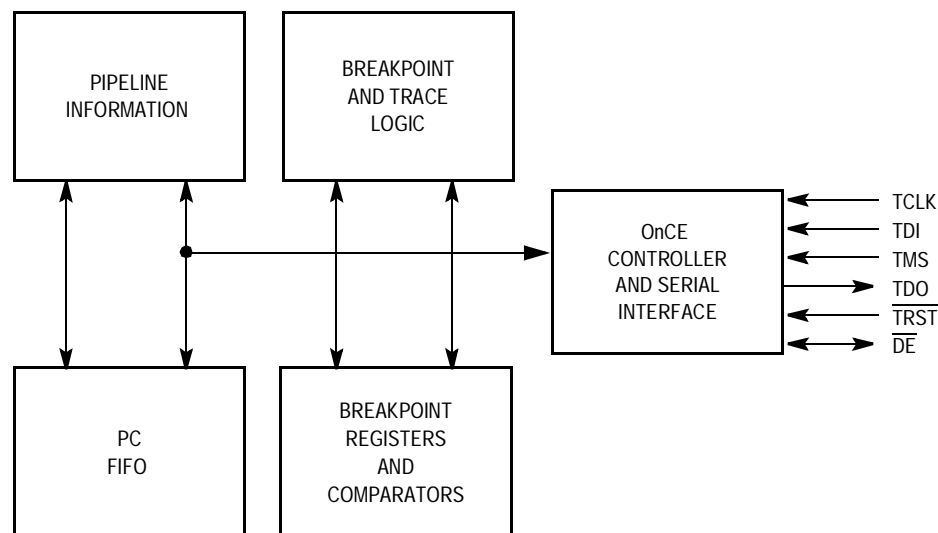 PIPELINE
INFORMATION
BREAKPOINT
AND TRACE
LOGIC
OnCE
CONTROLLER
AND SERIAL
INTERFACE
TCLK
TDI
TMS
TDO
TRST
DE
PC
FIFO
BREAKPOINT
REGISTERS
AND
COMPARATORS